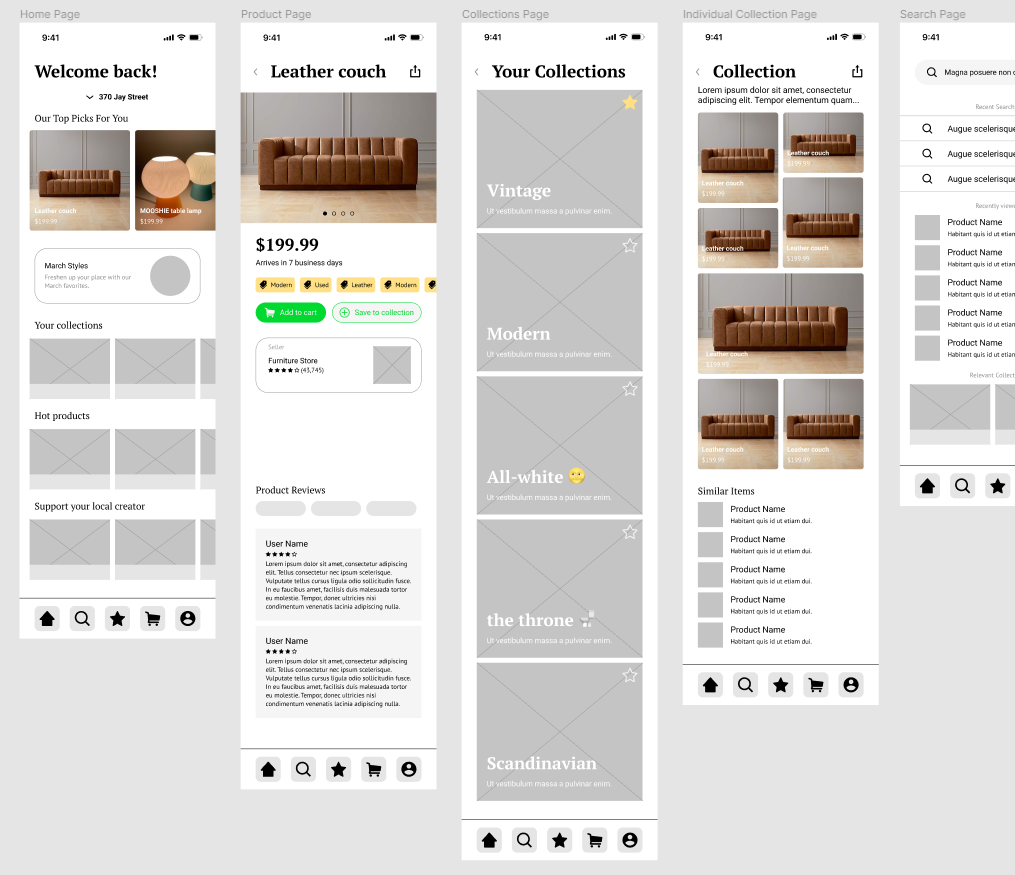 Home Page
9:41
Welcome back!
370 Jay Street
Our Top Picks For You
Leather couch
$199.99
MODSHIE table lamp
$199.99
March Styles
Freshen up your place with our
March favorites.
Your collections
Hot products
Support your local creator
Product Page
9:41
Leather couch
$199.99
Arrives in 7 business days
Modern
Used
Leather
Modern
Add to cart
Save to collection
Seller
Furniture Store
(43,745)
Product Reviews
User Name
Lorem ipsum dolor sit amet, consectetur adipiscing
elit. Tellus consectetur nec ipsum scelerisque.
Vulputate tellus cursus ligula odio sollicitudin fusce.
In eu faucibus amet, facilisis duis malesuada tortor
eu molestie. Tempor, donec ultricies nisi
condimentum venenatis lacinia adipiscing nulla.
User Name
Lorem ipsum dolor sit amet, consectetur adipiscing
elit. Tellus consectetur nec ipsum scelerisque.
Vulputate tellus cursus ligula odio sollicitudin fusce.
In eu faucibus amet, facilisis duis malesuada tortor
eu molestie. Tempor, donec ultricies nisi
condimentum venenatis lacinia adipiscing nulla.
Collections Page
9:41
Your Collections
Vintage
Ut vestibulum massa a pulvinar enim.
Modern
Ut vestibulum massa a pulvinar enim.
All-white 🌝
Ut vestibulum massa a pulvinar enim.
the throne 🚽
Ut vestibulum massa a pulvinar enim.
Scandinavian
Ut vestibulum massa a pulvinar enim.
Individual Collection Page
9:41
Collection
Lorem ipsum dolor sit amet, consectetur
adipiscing elit. Tempor elementum quam...
Leather couch
$199.99
Leather couch
$199.99
Leather couch
$199.99
Leather couch
$199.99
Leather couch
$199.99
Leather couch
$199.99
Leather couch
$199.99
Similar Items
Product Name
Habitant quis id ut etiam dui.
Product Name
Habitant quis id ut etiam dui.
Product Name
Habitant quis id ut etiam dui.
Product Name
Habitant quis id ut etiam dui.
Product Name
Habitant quis id ut etiam dui.
Search Page
9:41
Magna posuere non
Recent Search
Augue scelerisque
Augue scelerisque
Augue scelerisque
Recently viewe
Product Name
Habitant quis id ut etiam
Product Name
Habitant quis id ut etiam
Product Name
Habitant quis id ut etiam
Product Name
Habitant quis id ut etiam
Product Name
Habitant quis id ut etiam
Relevant Collect